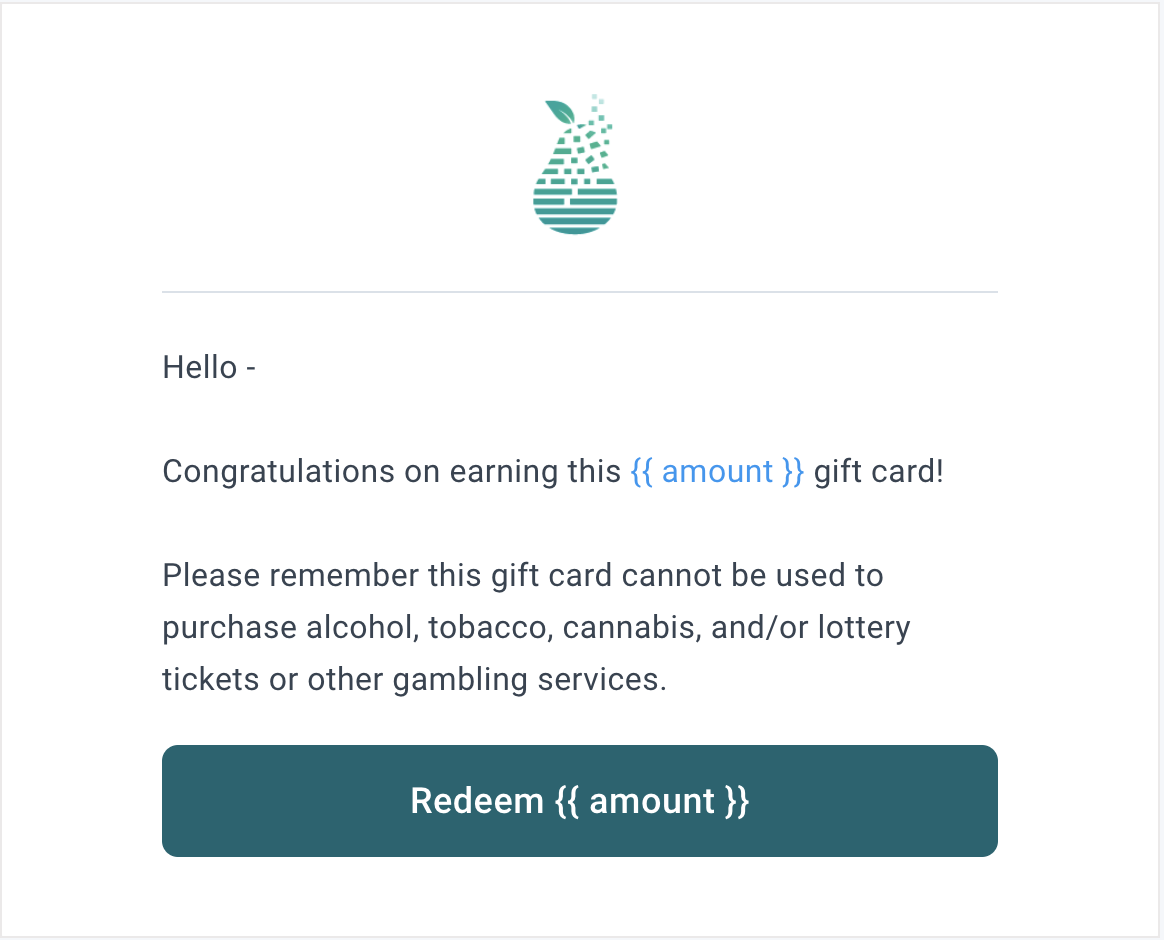 Hello -
Congratulations on earning this {{ amount }} gift card!
Please remember this gift card cannot be used to
purchase alcohol, tobacco, cannabis, and/or lottery
tickets or other gambling services.
Redeem {{ amount }}